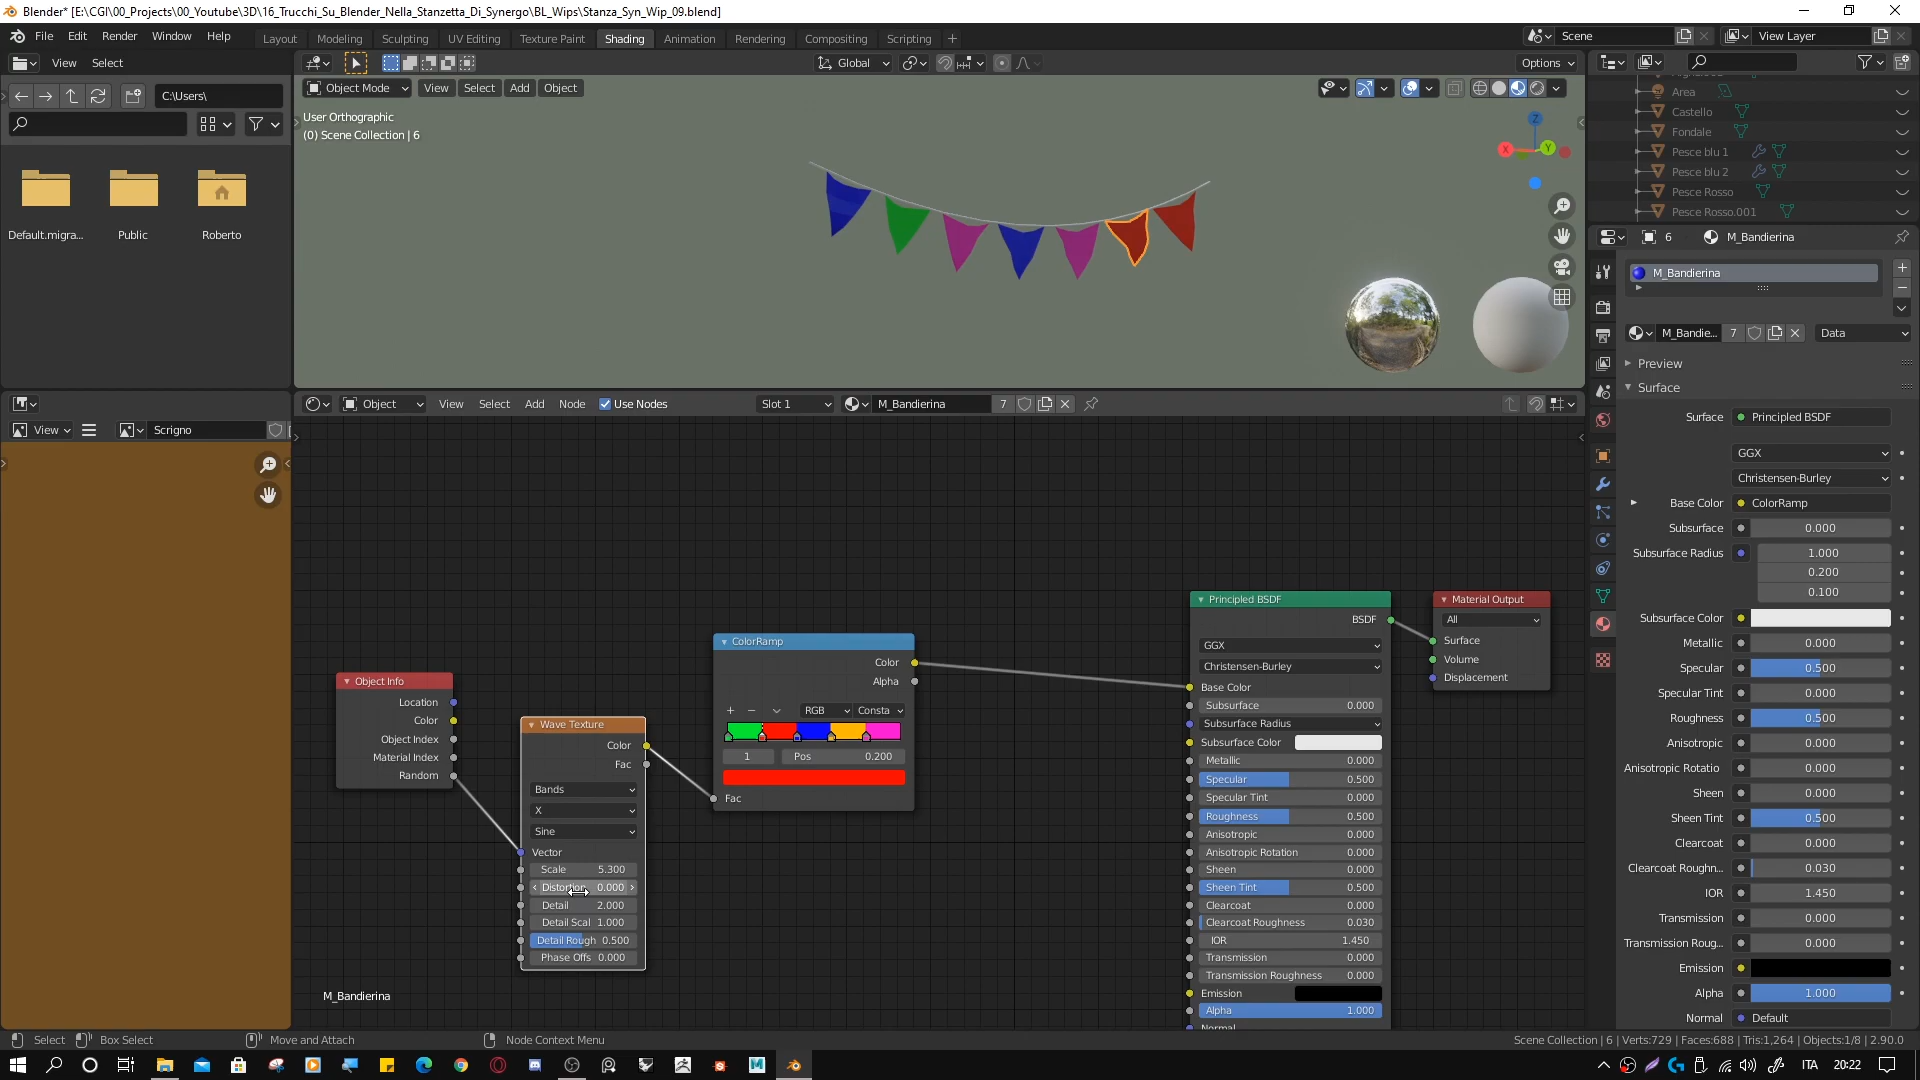 Blender* [E:\CGI\00_Projects\00_Youtube\3D\16_Trucchi_Su_Blender_Nella_Stanzetta_Di_Synergo\BL_Wips\Stanza_Syn_Wip_09.blend]
File Edit Render Window Help Layout Modeling Sculpting UV Editing Texture Paint Shading Animation Rendering Compositing Scripting + Scene View Layer
View Select Global Options
C:\Users\ Object Mode View Select Add Object
User Orthographic
(0) Scene Collection | 6
Default.migra... Public Roberto
X Y Z
Area
Castello
Fondale
Pesce blu 1
Pesce blu 2
Pesce Rosso
Pesce Rosso.001
6 M_Bandierina
M_Bandierina
M_Bandie... 7 Data
Preview
Surface
Surface Principled BSDF
GGX
Christensen-Burley
Base Color ColorRamp
Subsurface 0.000
Subsurface Radius 1.000
0.200
0.100
Subsurface Color
Metallic 0.000
Specular 0.500
Specular Tint 0.000
Roughness 0.500
Anisotropic 0.000
Anisotropic Rotatio 0.000
Sheen 0.000
Sheen Tint 0.500
Clearcoat 0.000
Clearcoat Roughn... 0.030
IOR 1.450
Transmission 0.000
Transmission Roug... 0.000
Emission
Alpha 1.000
Normal Default
Object View Select Add Node Use Nodes Slot 1 M_Bandierina 7
View Scrigno
Object Info
Location
Color
Object Index
Material Index
Random
Wave Texture
Color
Fac
Bands
X
Sine
Vector
Scale 5.300
Distortion 0.000
Detail 2.000
Detail Scal 1.000
Detail Rough 0.500
Phase Offs 0.000
ColorRamp
Color
Alpha
+ − RGB Consta
1 Pos 0.200
Fac
Principled BSDF
BSDF
GGX
Christensen-Burley
Base Color
Subsurface 0.000
Subsurface Radius
Subsurface Color
Metallic 0.000
Specular 0.500
Specular Tint 0.000
Roughness 0.500
Anisotropic 0.000
Anisotropic Rotation 0.000
Sheen 0.000
Sheen Tint 0.500
Clearcoat 0.000
Clearcoat Roughness 0.030
IOR 1.450
Transmission 0.000
Transmission Roughness 0.000
Emission
Alpha 1.000
Normal
Material Output
All
Surface
Volume
Displacement
M_Bandierina
Select Box Select Move and Attach Node Context Menu Scene Collection | 6 | Verts:729 | Faces:688 | Tris:1,264 | Objects:1/8 | 2.90.0
ITA 20:22